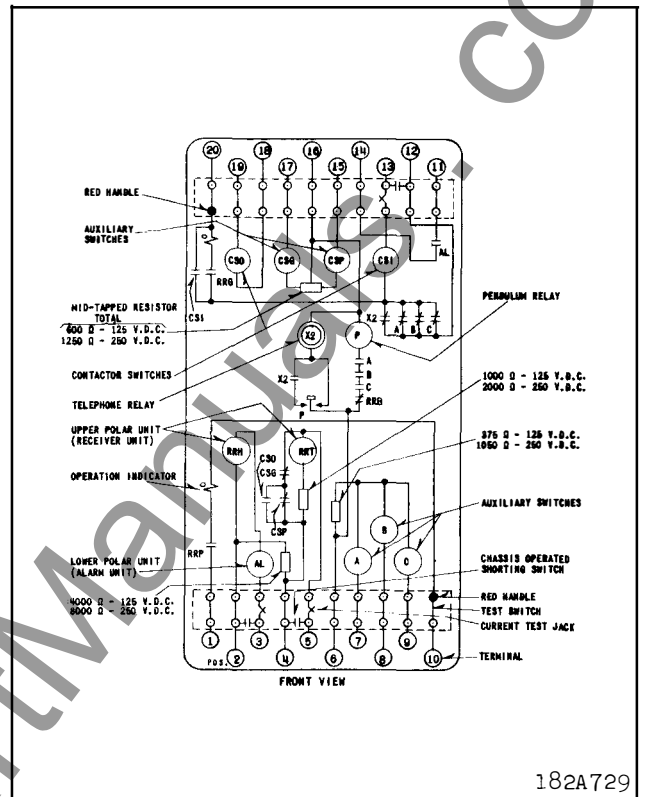 20 19 18 17 16 15 14 13 12 11
RED HANDLE
AUXILIARY
SWITCHES
CSO
CSG
CSP
CSI
AL
RRG
CSI
MID-TAPPED RESISTOR
TOTAL
600 Ω - 125 V.D.C.
1250 Ω - 250 V.D.C.
X2
P
X2 A B C
PENDULUM RELAY
CONTACTOR SWITCHES
TELEPHONE RELAY
X2
P
A
B
C
RRG
1000 Ω - 125 V.D.C.
2000 Ω - 250 V.D.C.
UPPER POLAR UNIT
(RECEIVER UNIT)
RRH
RRT
CSO
CSG
CSP
375 Ω - 125 V.D.C.
1050 Ω - 250 V.D.C.
OPERATION INDICATOR
AUXILIARY SWITCHES
B
A
C
RRP
LOWER POLAR UNIT
(ALARM UNIT)
AL
CHASSIS OPERATED
SHORTING SWITCH
4000 Ω - 125 V.D.C.
8000 Ω - 250 V.D.C.
RED HANDLE
TEST SWITCH
CURRENT TEST JACK
1 2 3 4 5 6 7 8 9 10
TERMINAL
POS.
FRONT VIEW
182A729